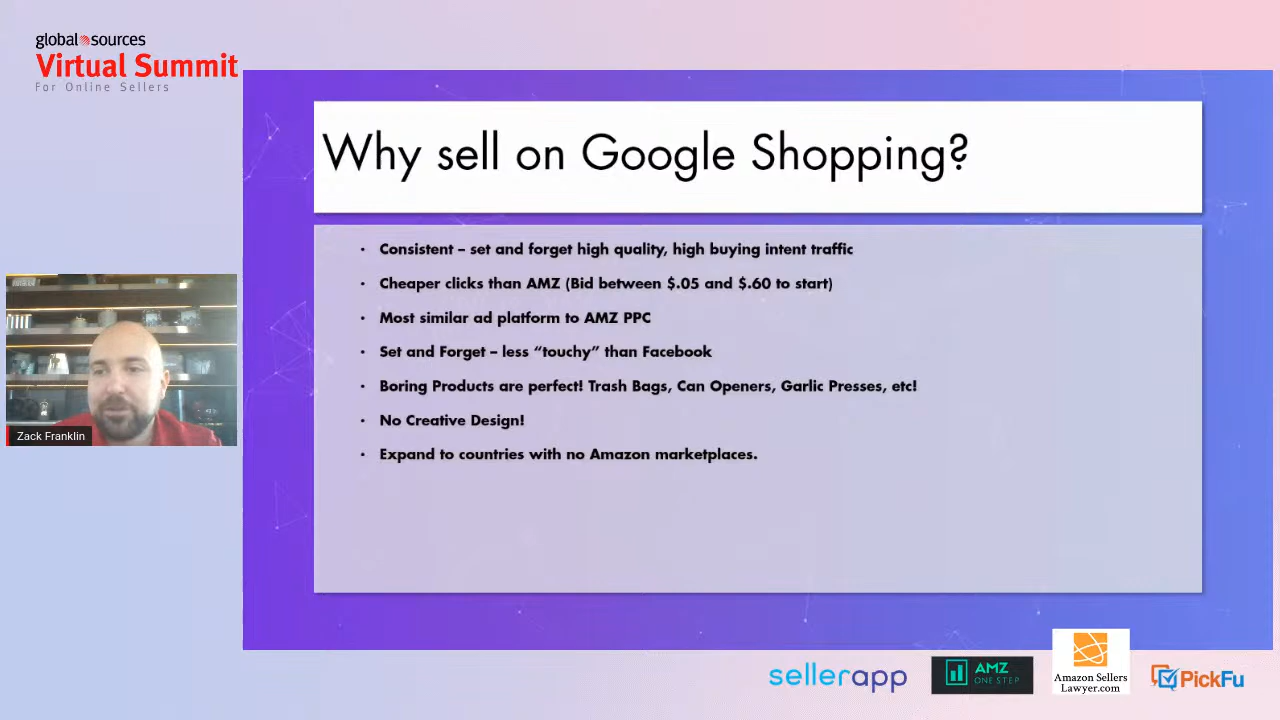 global sources
Virtual Summit
For Online Sellers
Why sell on Google Shopping?
• Consistent – set and forget high quality, high buying intent traffic
• Cheaper clicks than AMZ (Bid between $.05 and $.60 to start)
• Most similar ad platform to AMZ PPC
• Set and Forget – less “touchy” than Facebook
• Boring Products are perfect! Trash Bags, Can Openers, Garlic Presses, etc!
• No Creative Design!
• Expand to countries with no Amazon marketplaces.
Zack Franklin
sellerapp
AMZ
ONE STEP
Amazon Sellers
Lawyer.com
PickFu